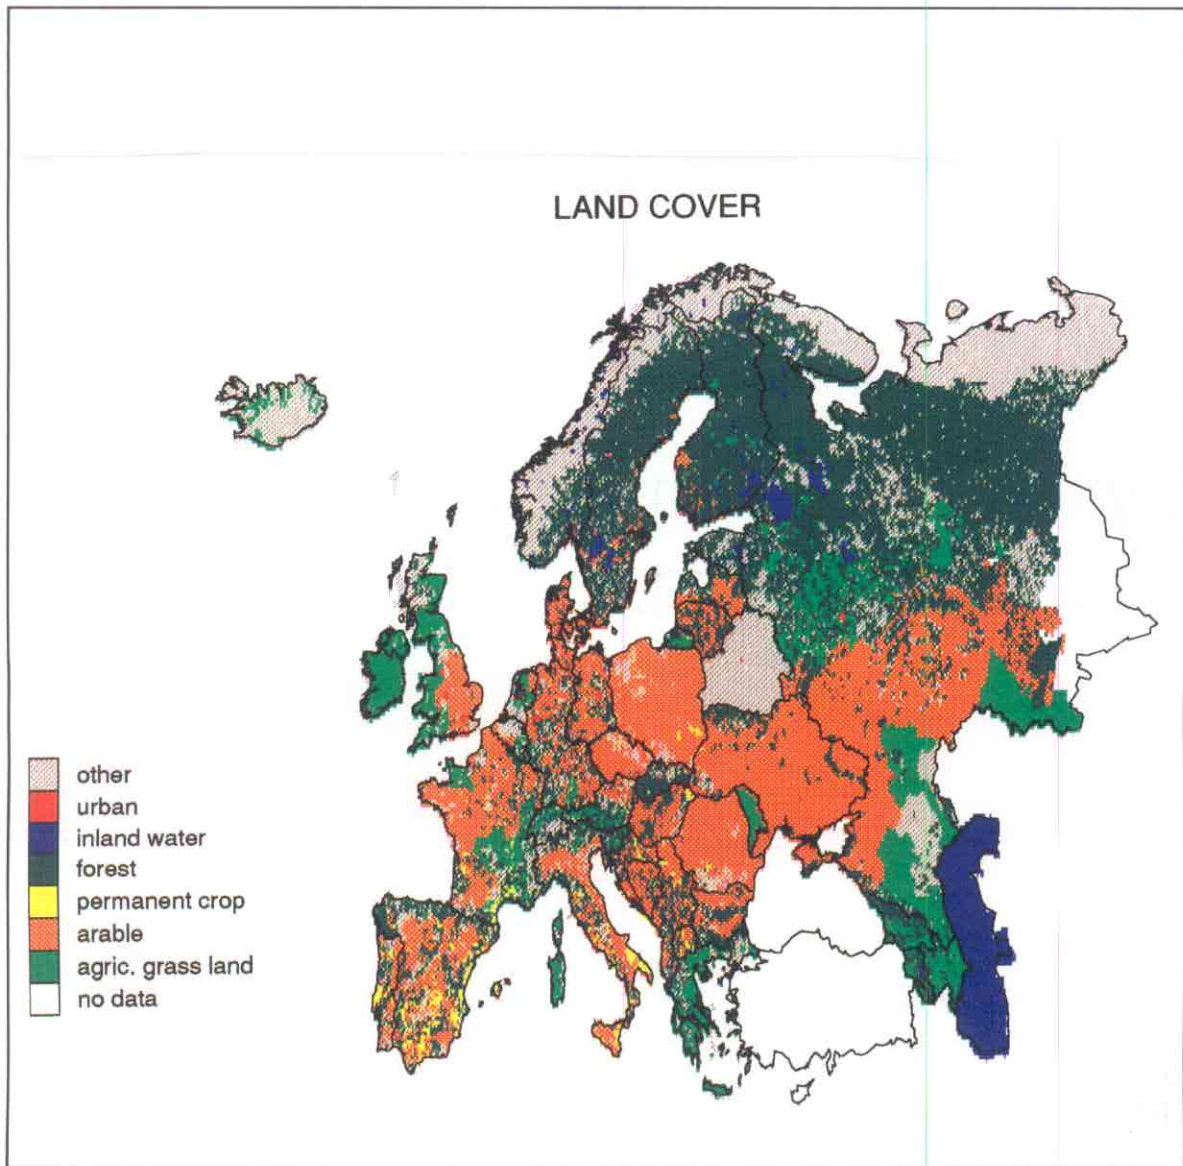 LAND COVER
other
urban
inland water
forest
permanent crop
arable
agric. grass land
no data